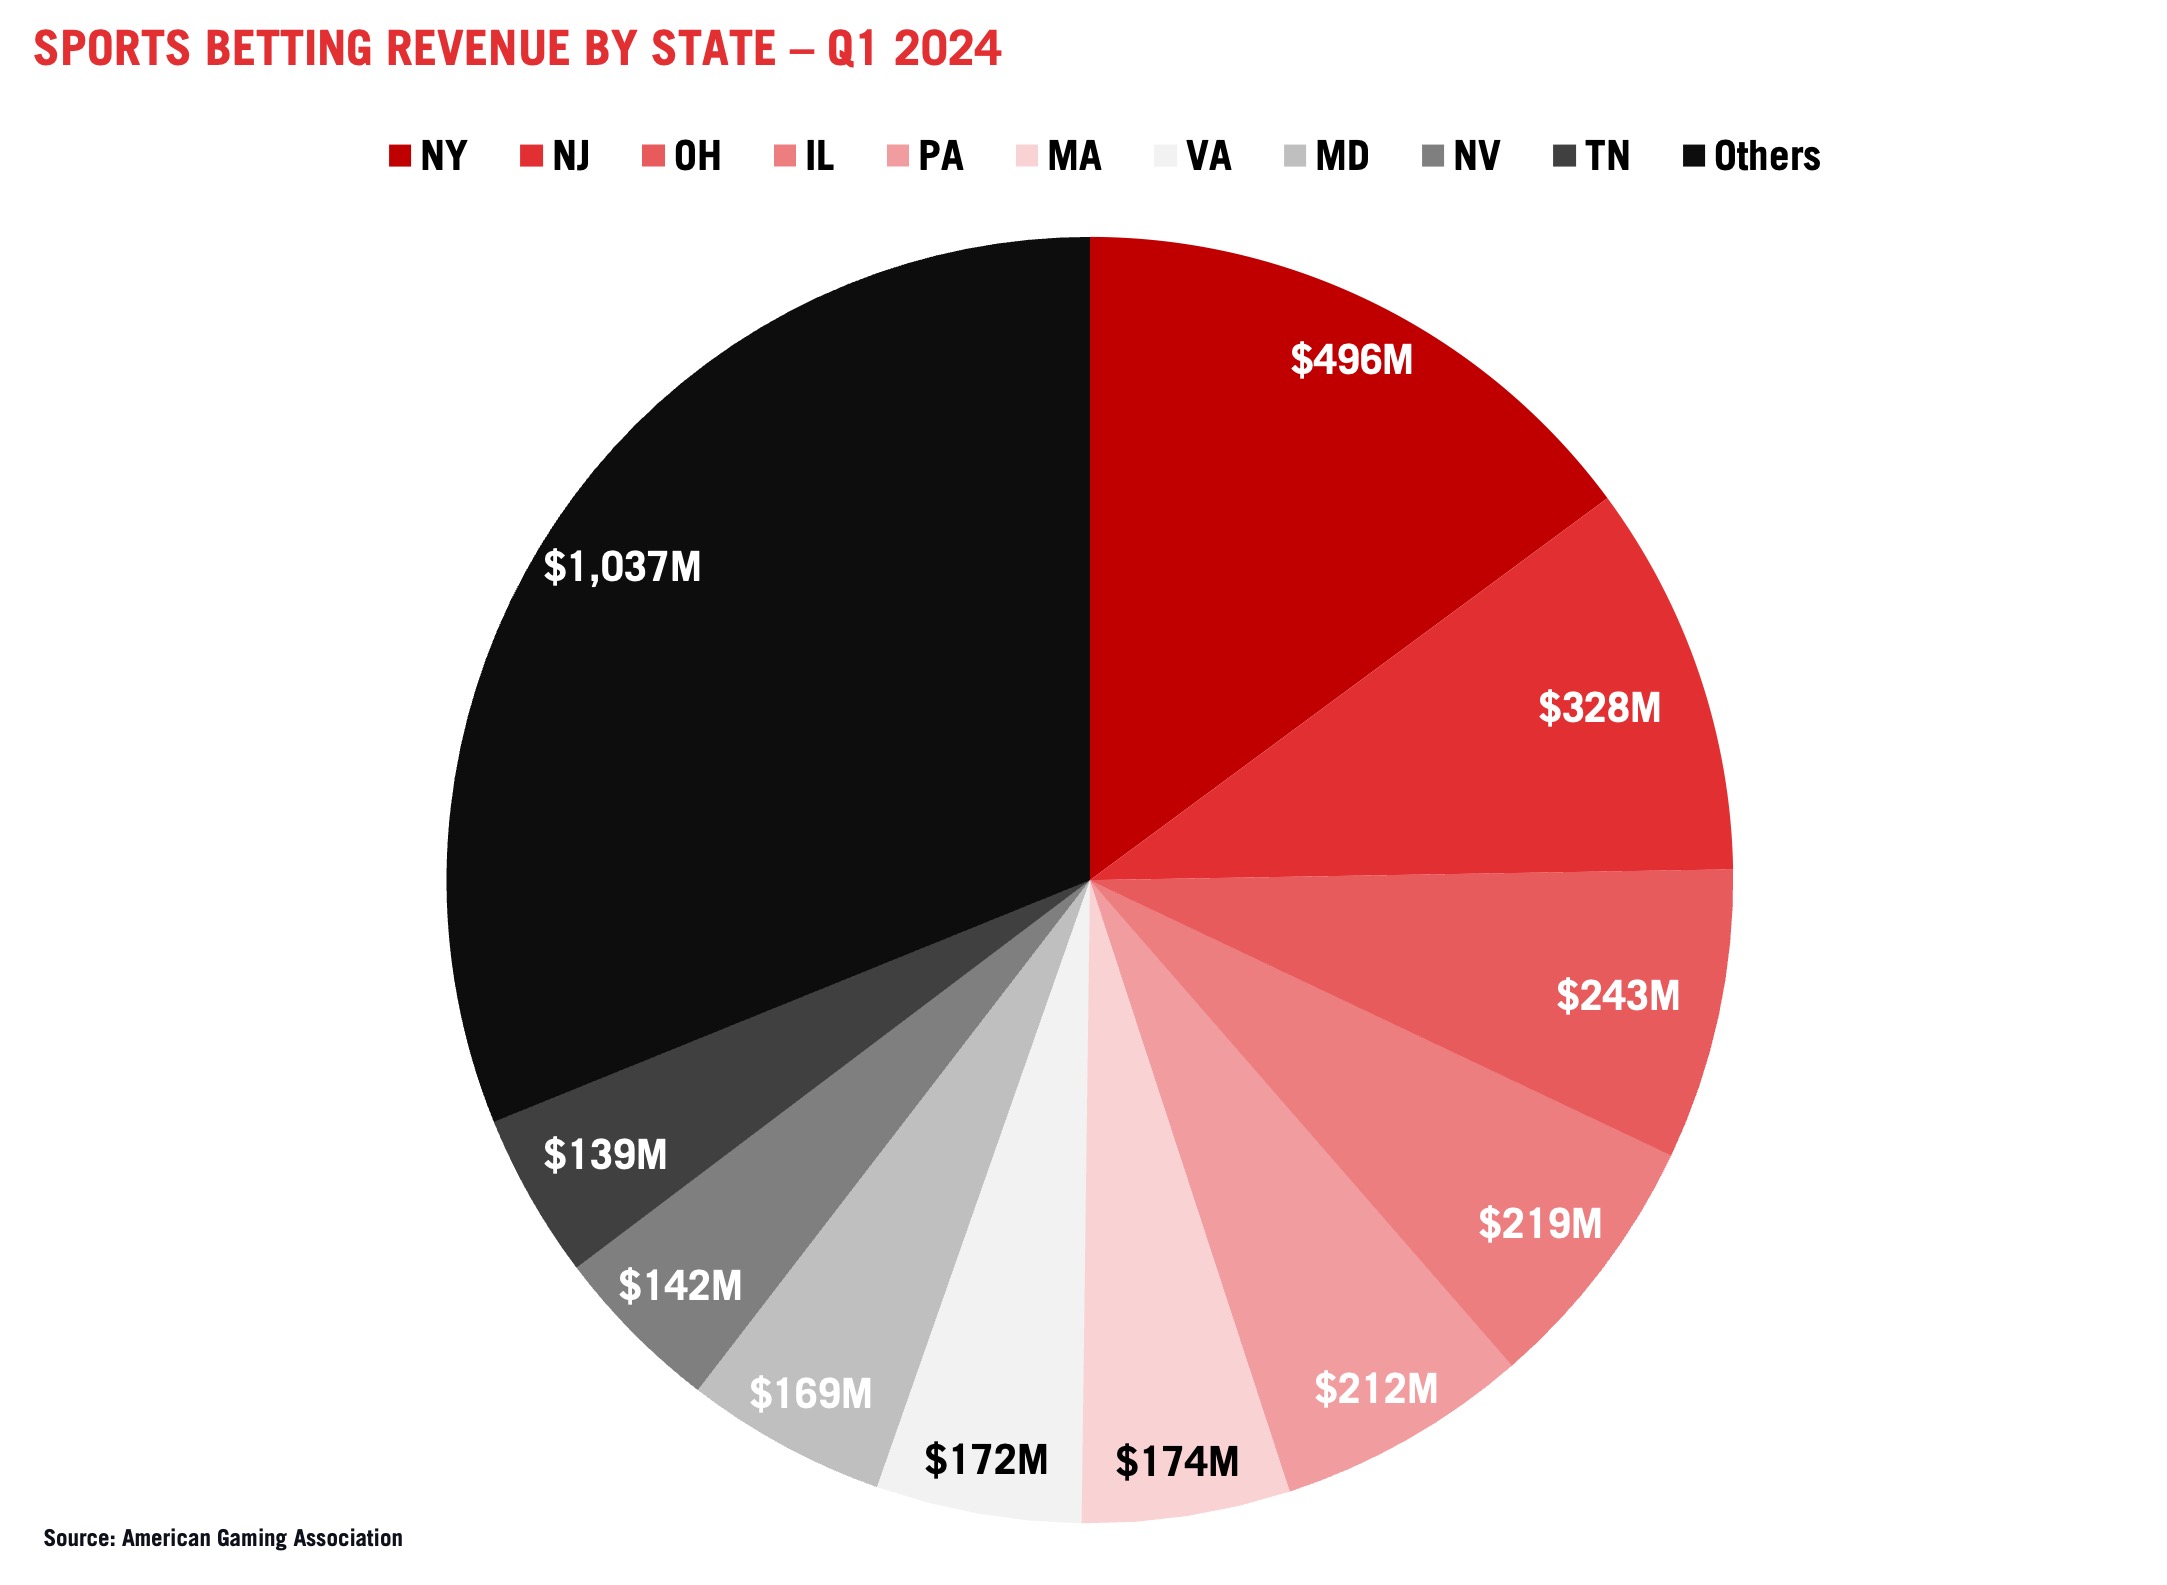 SPORTS BETTING REVENUE BY STATE – Q1 2024
NY NJ OH IL PA MA VA MD NV TN Others
$496M
$1,037M
$328M
$243M
$139M
$219M
$142M
$212M
$169M
$172M
$174M
Source: American Gaming Association